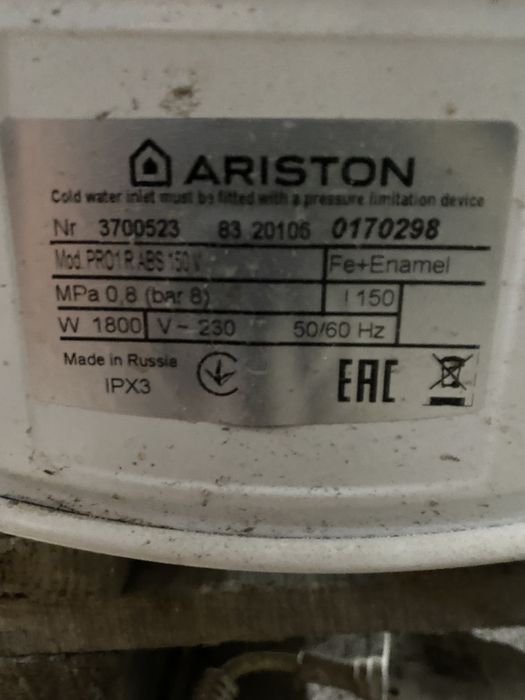 ARISTON
Cold water inlet must be fitted with a pressure limitation device
Nr 3700523 83 20106 0170298
Mod. PRO1 R ABS 150 V Fe+Enamel
MPa 0,8 (bar 8) l 150
W 1800 V~ 230 50/60 Hz
Made in Russia
IPX3
EAC